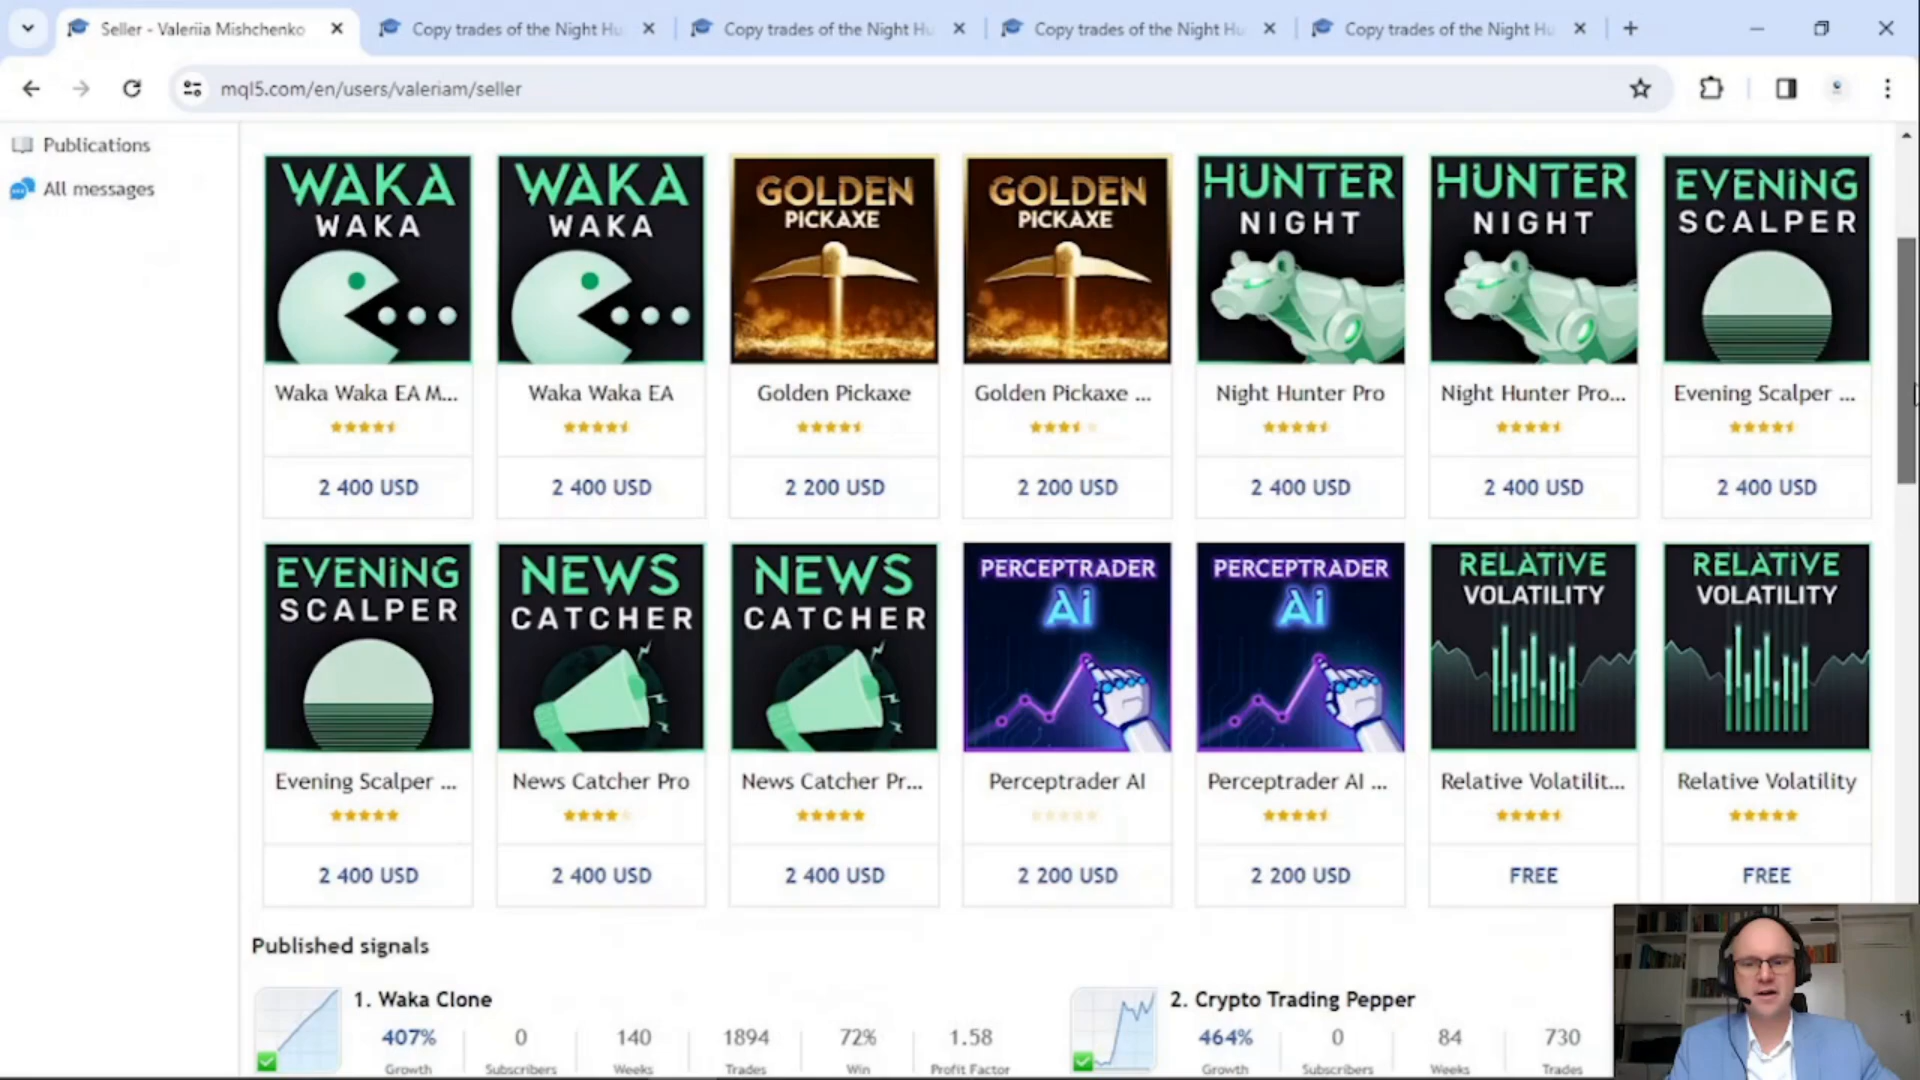 Seller - Valeriia Mishchenko
Copy trades of the Night Hu
Copy trades of the Night Hu
Copy trades of the Night Hu
Copy trades of the Night Hu
mql5.com/en/users/valeriam/seller
Publications
All messages
WAKA WAKA
WAKA WAKA
GOLDEN PICKAXE
GOLDEN PICKAXE
HUNTER NIGHT
HUNTER NIGHT
EVENING SCALPER
Waka Waka EA M...
Waka Waka EA
Golden Pickaxe
Golden Pickaxe ...
Night Hunter Pro
Night Hunter Pro...
Evening Scalper ...
2 400 USD
2 400 USD
2 200 USD
2 200 USD
2 400 USD
2 400 USD
2 400 USD
EVENING SCALPER
NEWS CATCHER
NEWS CATCHER
PERCEPTRADER Ai
PERCEPTRADER Ai
RELATIVE VOLATILITY
RELATIVE VOLATILITY
Evening Scalper ...
News Catcher Pro
News Catcher Pr...
Perceptrader AI
Perceptrader AI ...
Relative Volatilit...
Relative Volatility
2 400 USD
2 400 USD
2 400 USD
2 200 USD
2 200 USD
FREE
FREE
Published signals
1. Waka Clone
407% 0 140 1894 72% 1.58
Growth Subscribers Weeks Trades Win Profit Factor
2. Crypto Trading Pepper
464% 0 84 730
Growth Subscribers Weeks Trades